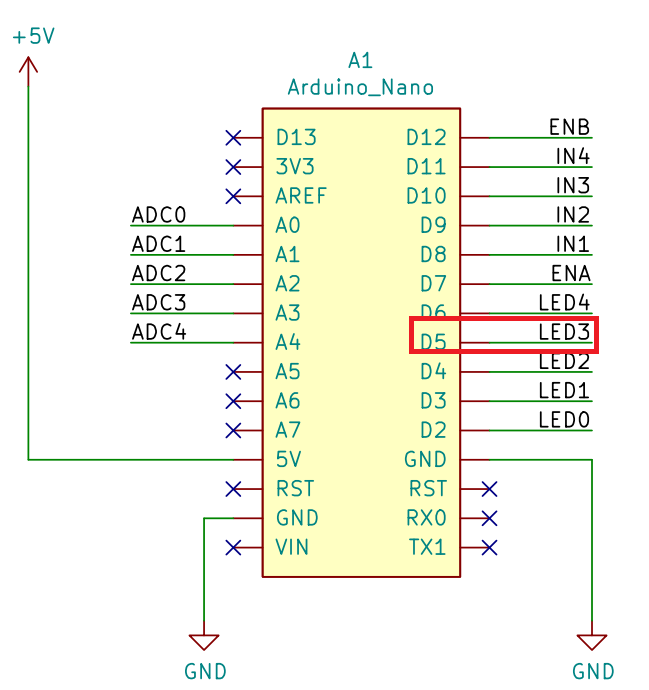 +5V
A1
Arduino_Nano
D13 D12 ENB
3V3 D11 IN4
AREF D10 IN3
ADC0 A0 D9 IN2
ADC1 A1 D8 IN1
ADC2 A2 D7 ENA
ADC3 A3 D6 LED4
ADC4 A4 D5 LED3
A5 D4 LED2
A6 D3 LED1
A7 D2 LED0
5V GND
RST RST
GND RX0
VIN TX1
GND GND